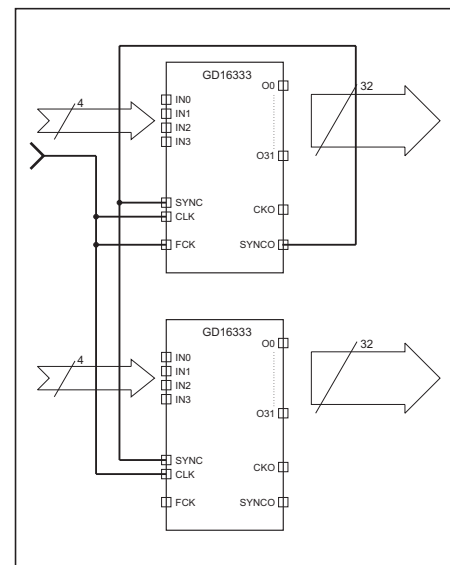 GD16333
O0
4
32
IN0
IN1
IN2
IN3
O31
SYNC
CKO
CLK
FCK
SYNCO
GD16333
O0
4
32
IN0
IN1
IN2
IN3
O31
SYNC
CKO
CLK
FCK
SYNCO